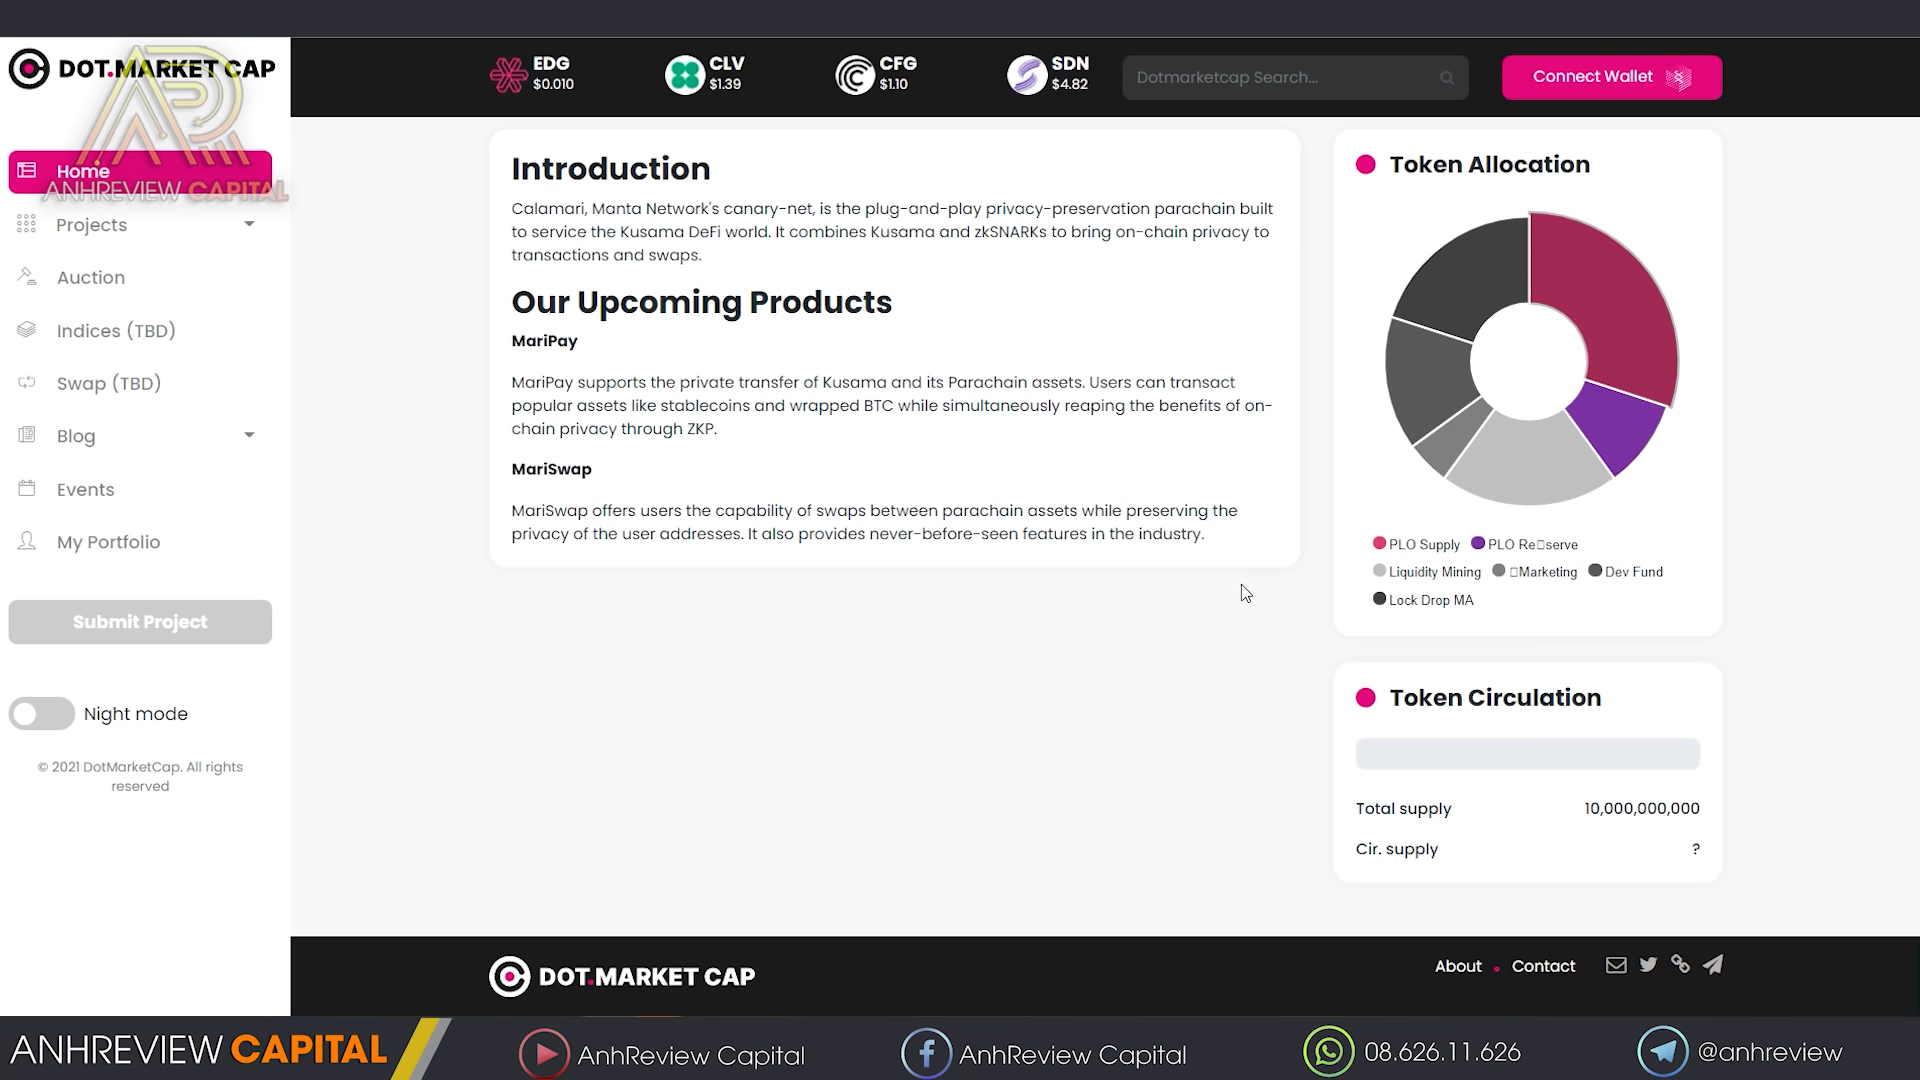 DOT.MARKET CAP
EDG
$0.010
CLV
$1.39
CFG
$1.10
SDN
$4.82
Dotmarketcap Search...
Connect Wallet
Home
ANHREVIEW CAPITAL
Projects
Auction
Indices (TBD)
Swap (TBD)
Blog
Events
My Portfolio
Submit Project
Night mode
© 2021 DotMarketCap. All rights
reserved
Introduction
Calamari, Manta Network's canary-net, is the plug-and-play privacy-preservation parachain built
to service the Kusama DeFi world. It combines Kusama and zkSNARKs to bring on-chain privacy to
transactions and swaps.
Our Upcoming Products
MariPay
MariPay supports the private transfer of Kusama and its Parachain assets. Users can transact
popular assets like stablecoins and wrapped BTC while simultaneously reaping the benefits of on-
chain privacy through ZKP.
MariSwap
MariSwap offers users the capability of swaps between parachain assets while preserving the
privacy of the user addresses. It also provides never-before-seen features in the industry.
Token Allocation
PLO Supply PLO Re▯serve
Liquidity Mining ▯Marketing Dev Fund
Lock Drop MA
Token Circulation
Total supply 10,000,000,000
Cir. supply ?
DOT.MARKET CAP
About • Contact
ANHREVIEW CAPITAL
AnhReview Capital
AnhReview Capital
08.626.11.626
@anhreview